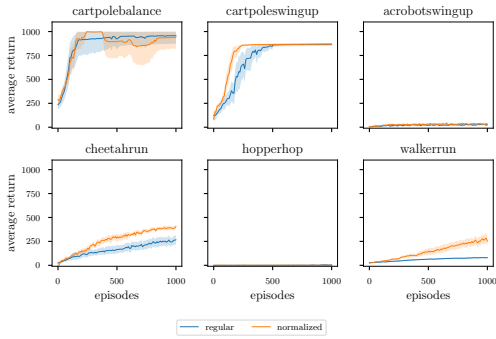 cartpolebalance cartpoleswingup acrobotswingup
1000
750
500
250
0
average return
cheetahrun hopperhop walkerrun
1000
750
500
250
0
average return
0 500 1000 0 500 1000 0 500 1000
episodes episodes episodes
regular normalized